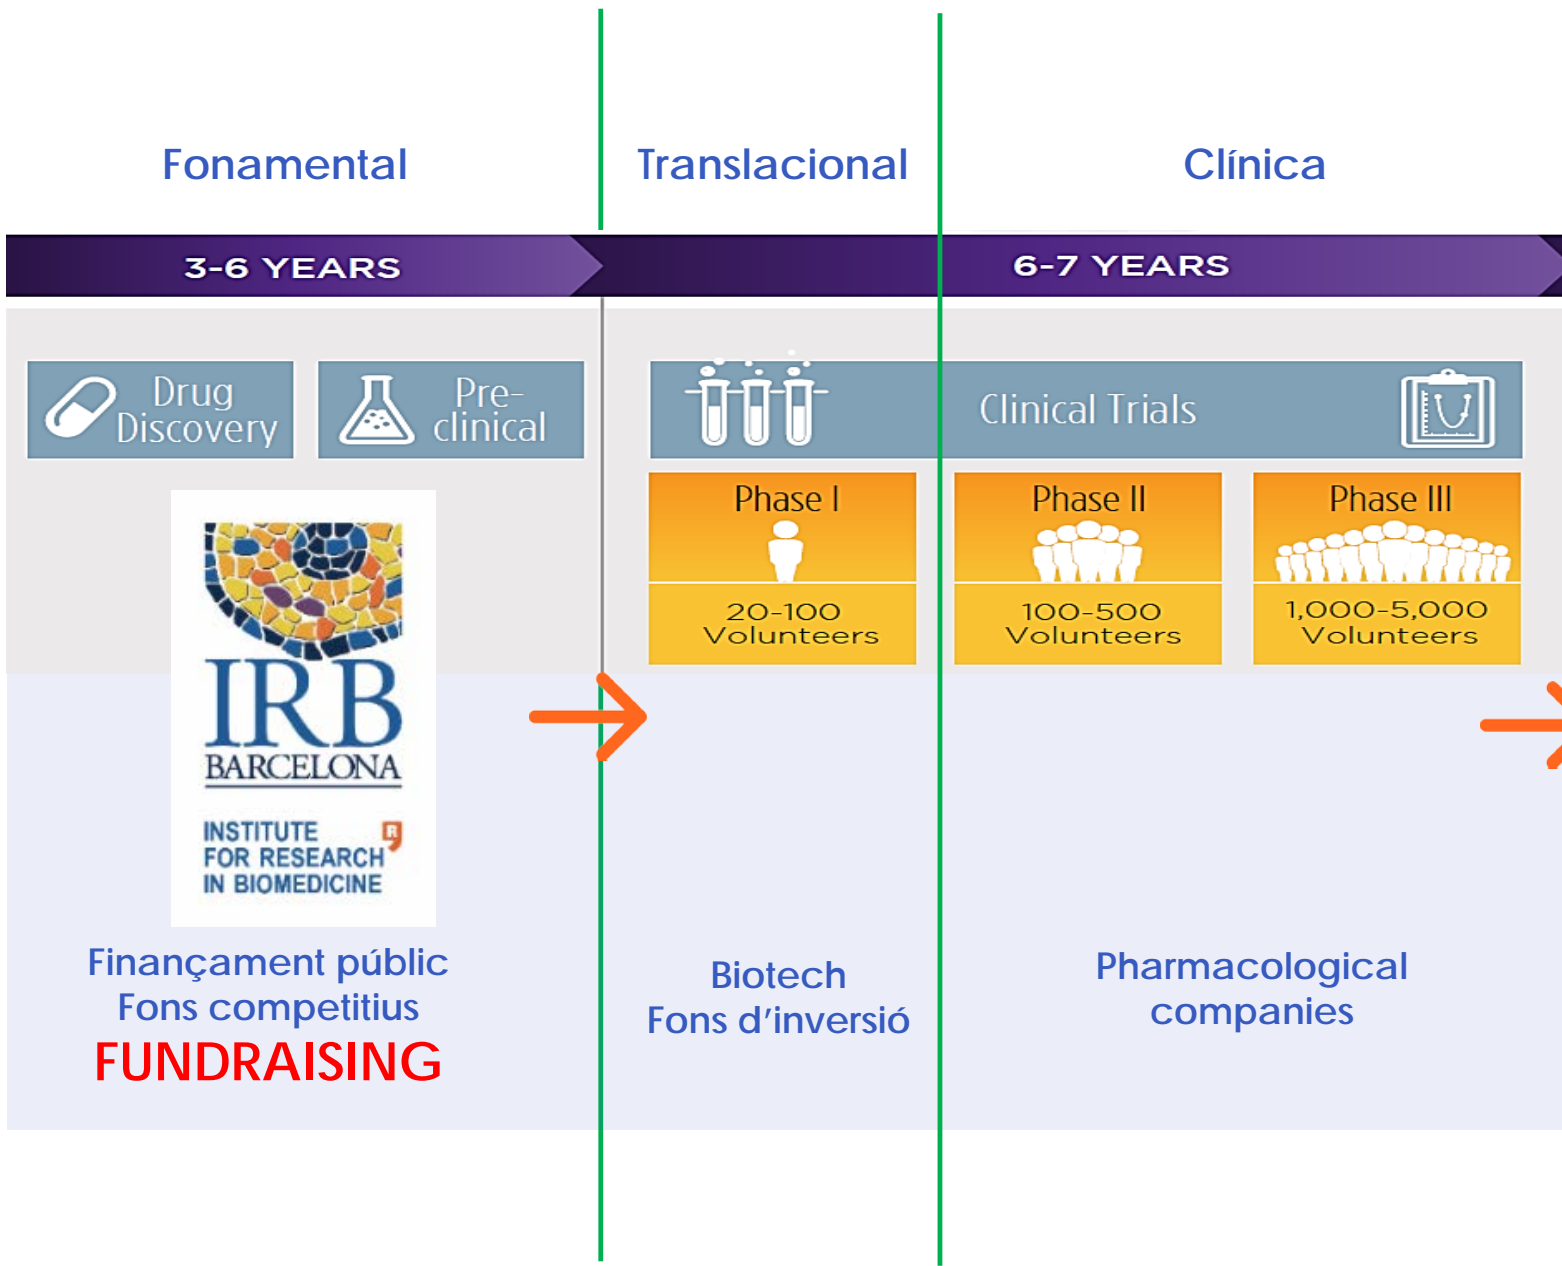 Fonamental
Translacional
Clínica
3-6 YEARS
6-7 YEARS
Drug
Discovery
Pre-
clinical
Clinical Trials
Phase I
20-100
Volunteers
Phase II
100-500
Volunteers
Phase III
1,000-5,000
Volunteers
IRB
BARCELONA
INSTITUTE
FOR RESEARCH
IN BIOMEDICINE
R
Finançament públic
Fons competitius
FUNDRAISING
Biotech
Fons d'inversió
Pharmacological
companies